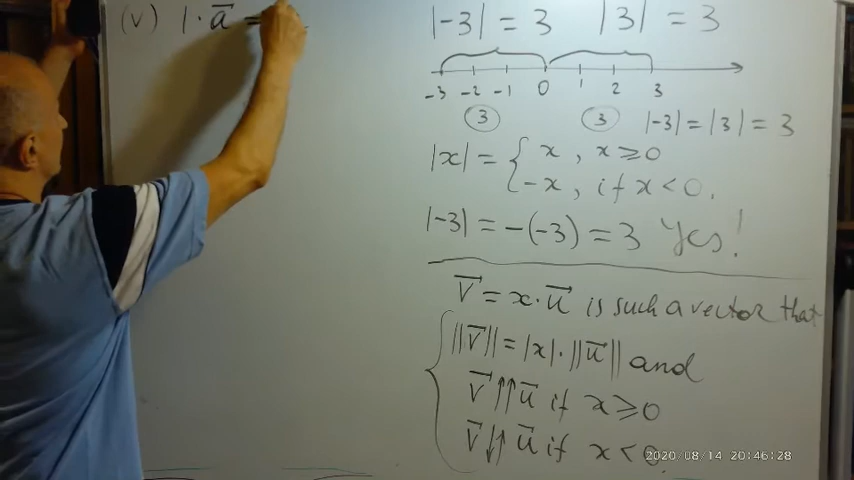 (v) 1·a⃗ =
|-3| = 3 |3| = 3
-3 -2 -1 0 1 2 3
3 3 |-3| = |3| = 3
|x| = { x, x ≥ 0
-x, if x < 0.
|-3| = -(-3) = 3 Yes!
v⃗ = x·u⃗ is such a vector that
||v⃗|| = |x|·||u⃗|| and
v⃗ ↑↑ u⃗ if x ≥ 0
v⃗ ↓↑ u⃗ if x < 0.
2020/08/14 20:46:28